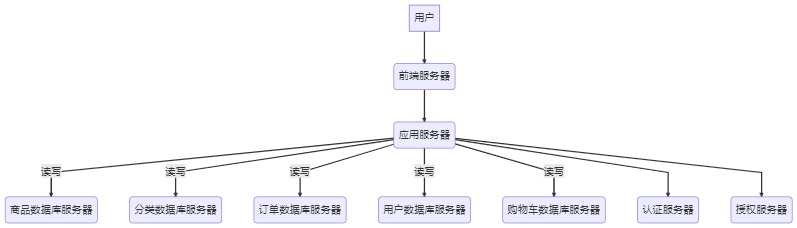 用户
前端服务器
应用服务器
读写
读写
读写
读写
读写
商品数据库服务器
分类数据库服务器
订单数据库服务器
用户数据库服务器
购物车数据库服务器
认证服务器
授权服务器